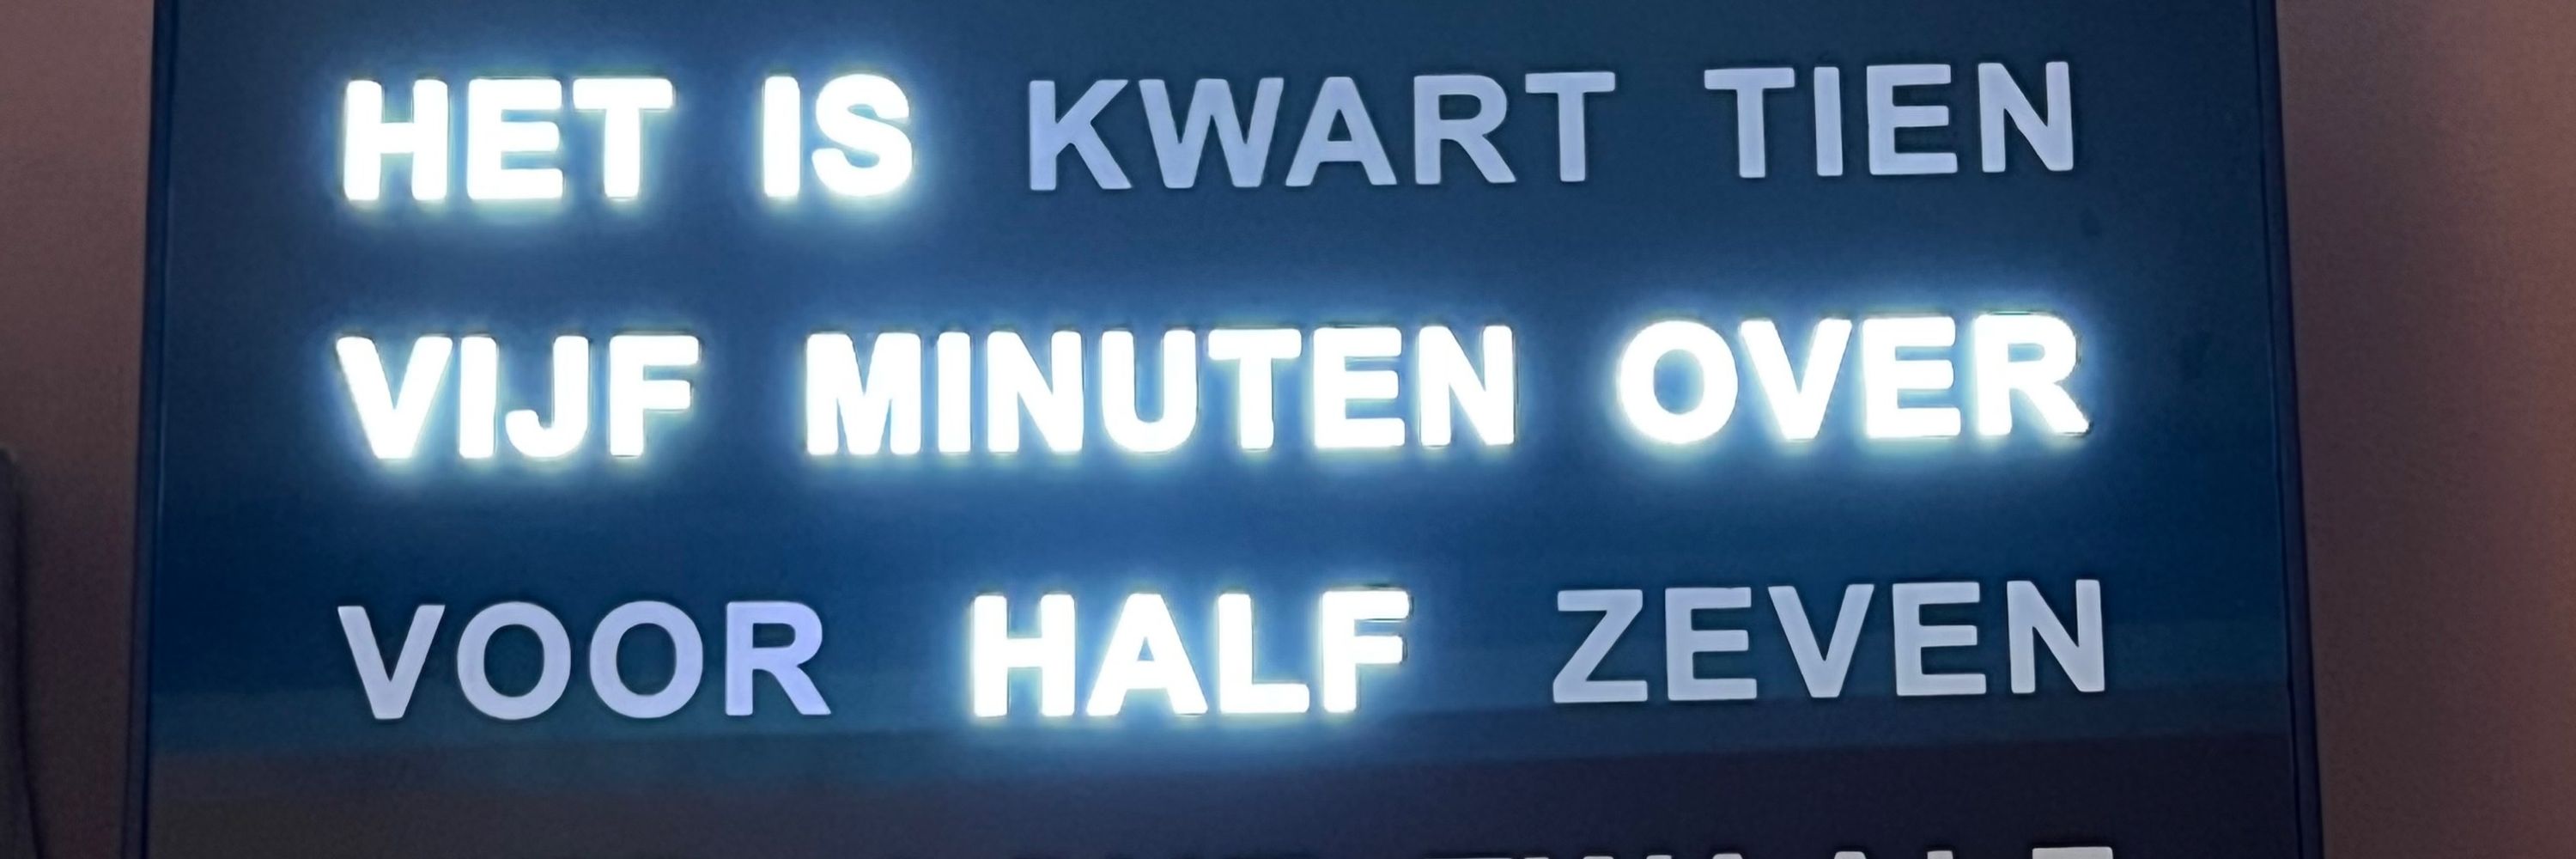 HET IS KWART TIEN
VIJF MINUTEN OVER
VOOR HALF ZEVEN